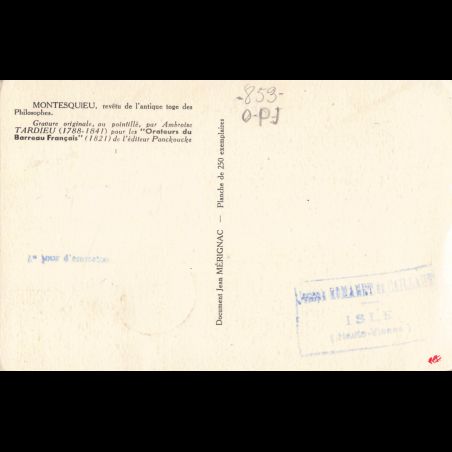 MONTESQUIEU, revêtu de l'antique toge des
Philosophes.
Gravure originale, au pointillé, par Ambroise
TARDIEU (1788-1841) pour les "Orateurs du
Barreau Français" (1821) de l'éditeur Panckoucke
-859-
O-PJ
Document Jean MÉRIGNAC — Planche de 250 exemplaires
1er jour d'émission
ROMANET
ISLE
(Haute-Vienne)